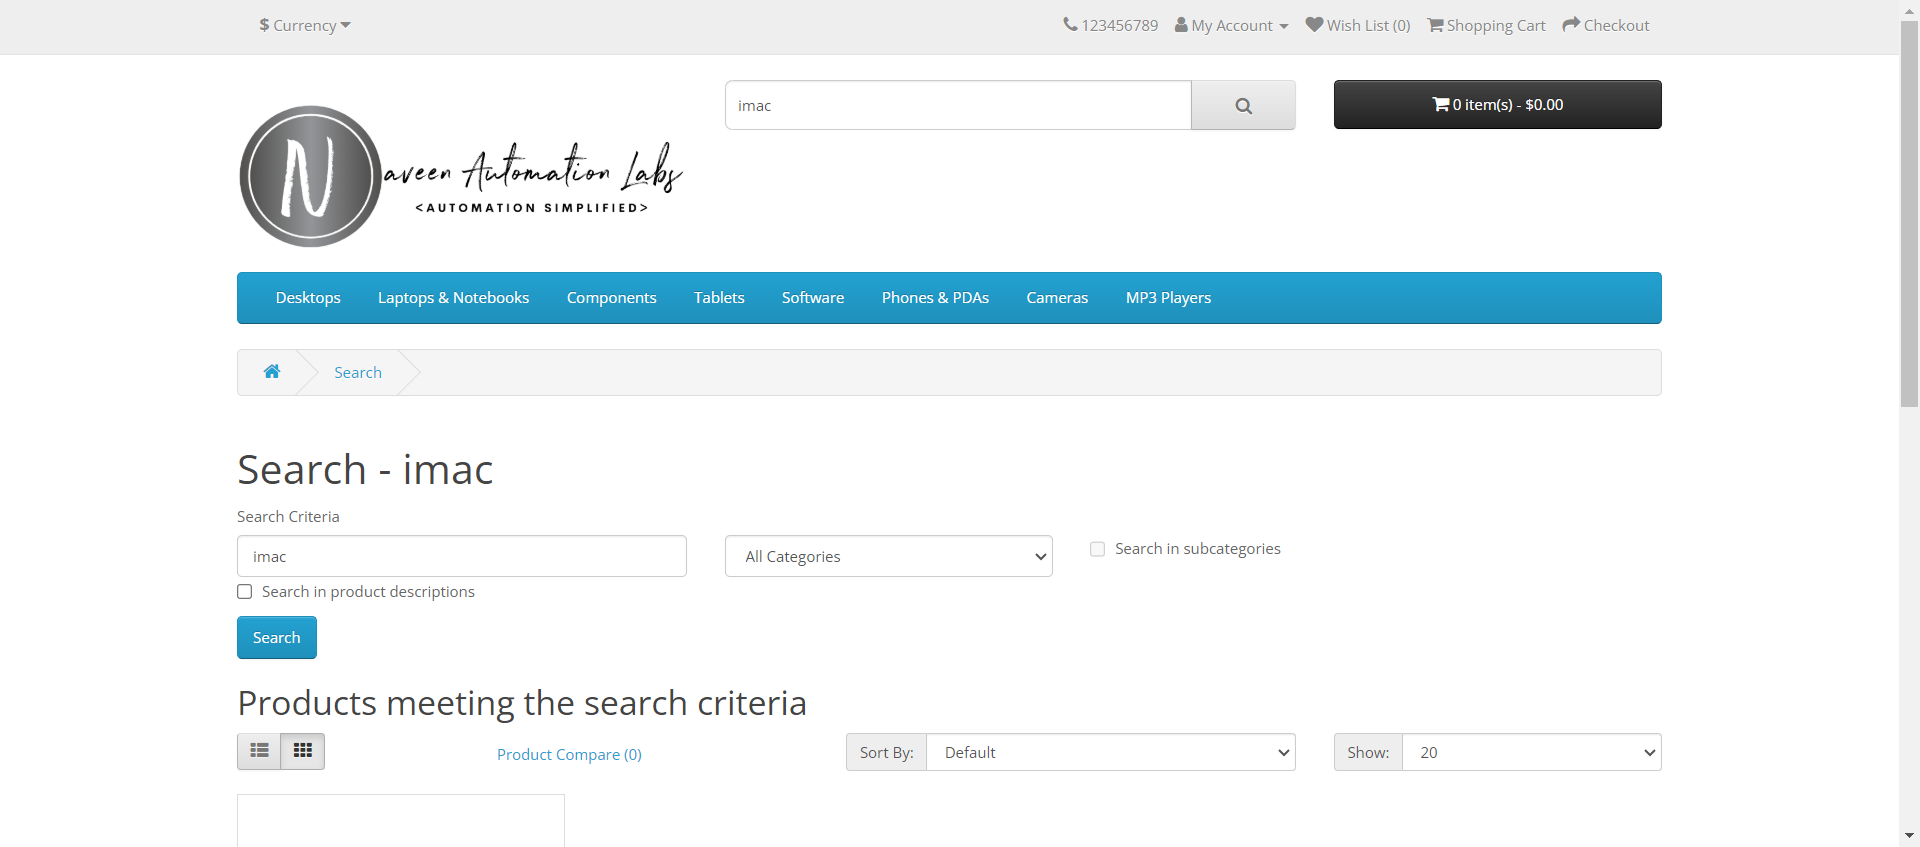 $ Currency
123456789 My Account Wish List (0) Shopping Cart Checkout
imac
0 item(s) - $0.00
Naveen Automation Labs
<AUTOMATION SIMPLIFIED>
Desktops Laptops & Notebooks Components Tablets Software Phones & PDAs Cameras MP3 Players
Search
Search - imac
Search Criteria
imac All Categories Search in subcategories
Search in product descriptions
Search
Products meeting the search criteria
Product Compare (0) Sort By: Default Show: 20